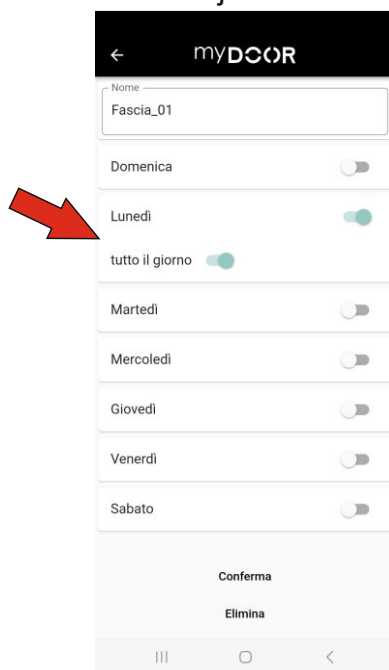 myDOOR
Nome
Fascia_01
Domenica
Lunedì
tutto il giorno
Martedì
Mercoledì
Giovedì
Venerdì
Sabato
Conferma
Elimina